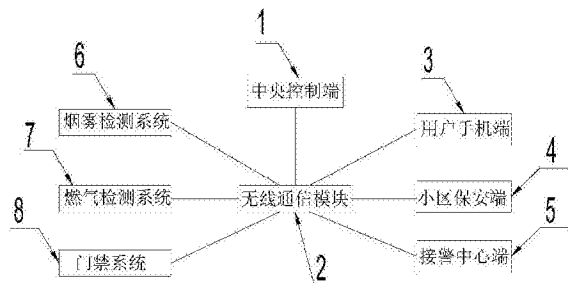 1
6
中央控制端
3
烟雾检测系统
用户手机端
7
4
燃气检测系统
无线通信模块
小区保安端
8
5
门禁系统
接警中心端
2